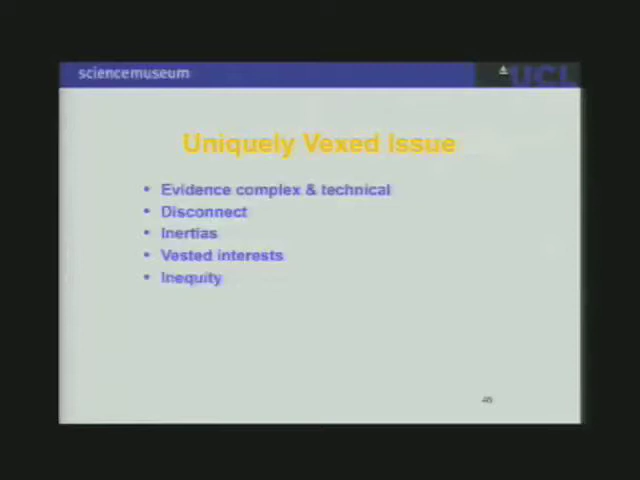 sciencemuseum
UCL
Uniquely Vexed Issue
• Evidence complex & technical
• Disconnect
• Inertias
• Vested interests
• Inequity